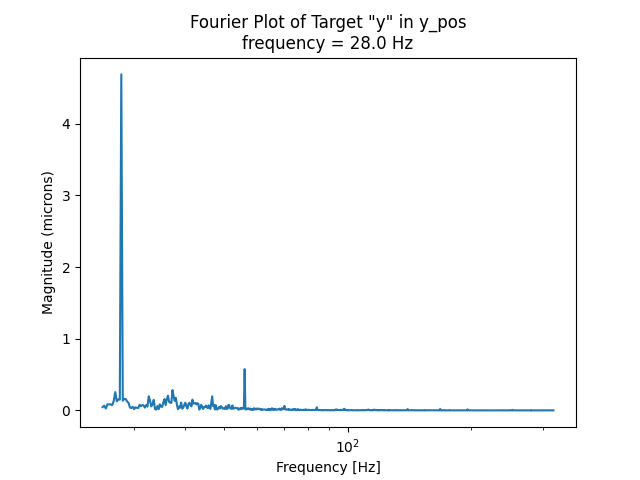 Fourier Plot of Target "y" in y_pos
frequency = 28.0 Hz
Magnitude (microns)
4
3
2
1
0
10²
Frequency [Hz]